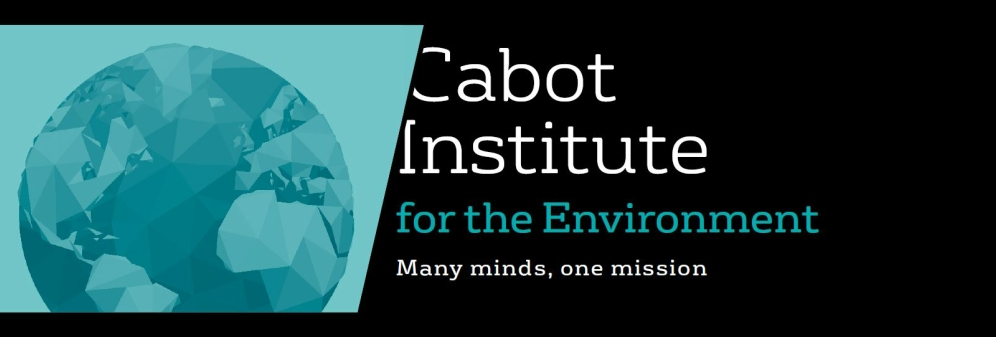 Cabot
Institute
for the Environment
Many minds, one mission